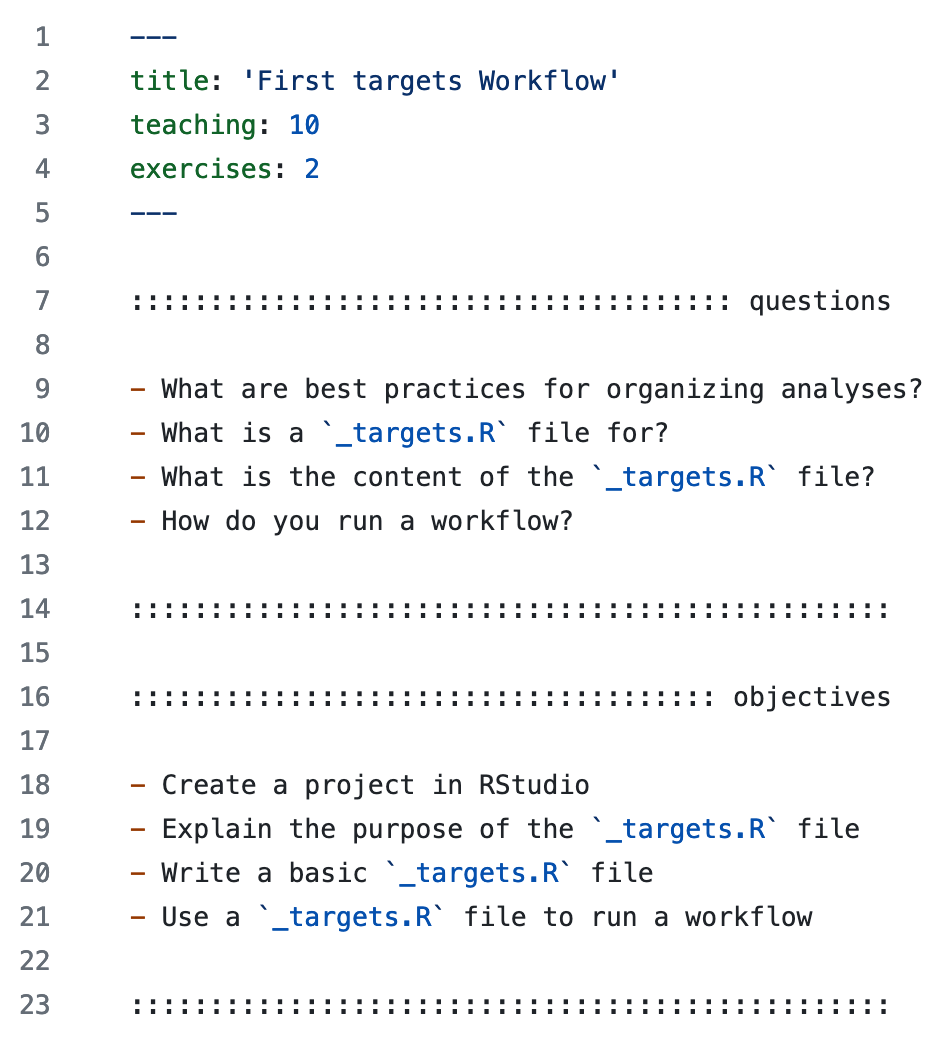 1 ---
2 title: 'First targets Workflow'
3 teaching: 10
4 exercises: 2
5 ---
6
7 :::::::::::::::::::::::::::::::::::::: questions
8
9 - What are best practices for organizing analyses?
10 - What is a `_targets.R` file for?
11 - What is the content of the `_targets.R` file?
12 - How do you run a workflow?
13
14 ::::::::::::::::::::::::::::::::::::::::::::::::
15
16 ::::::::::::::::::::::::::::::::::::: objectives
17
18 - Create a project in RStudio
19 - Explain the purpose of the `_targets.R` file
20 - Write a basic `_targets.R` file
21 - Use a `_targets.R` file to run a workflow
22
23 ::::::::::::::::::::::::::::::::::::::::::::::::